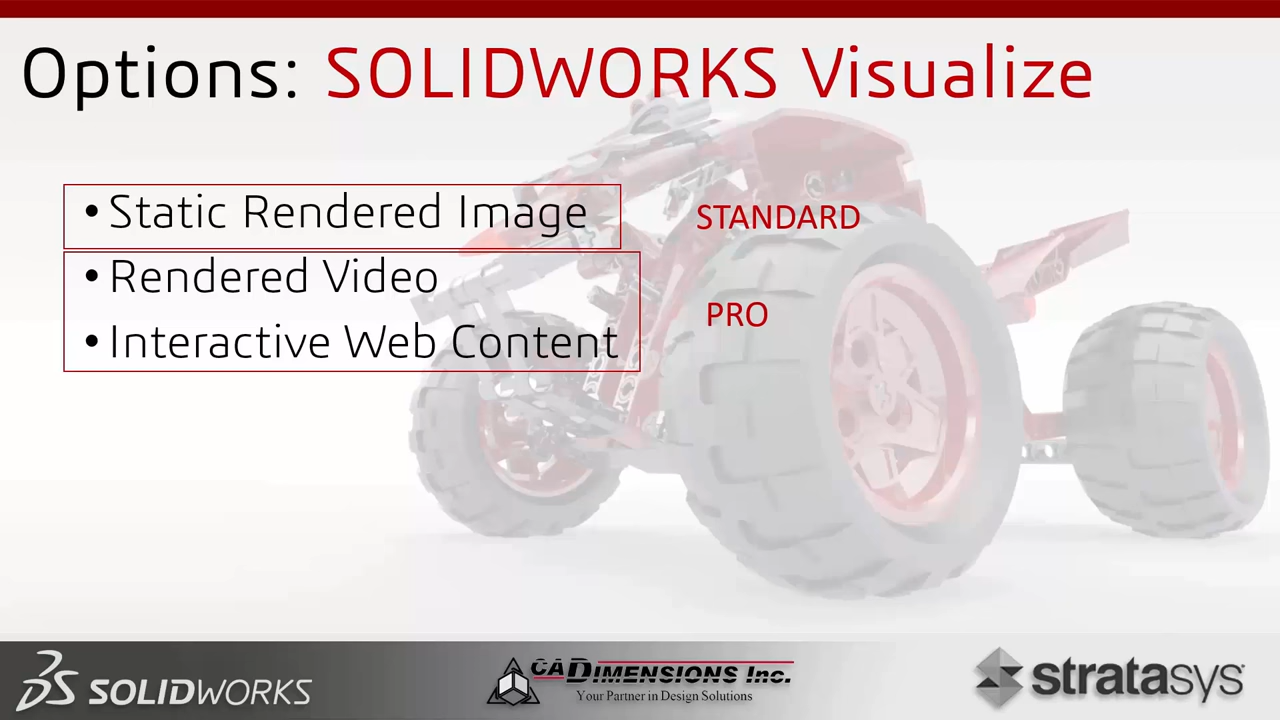 Options: SOLIDWORKS Visualize
• Static Rendered Image
STANDARD
• Rendered Video
PRO
• Interactive Web Content
SOLIDWORKS
CADIMENSIONS Inc.
Your Partner in Design Solutions
stratasys